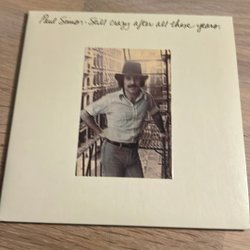 Paul Simon · Still crazy after all these years